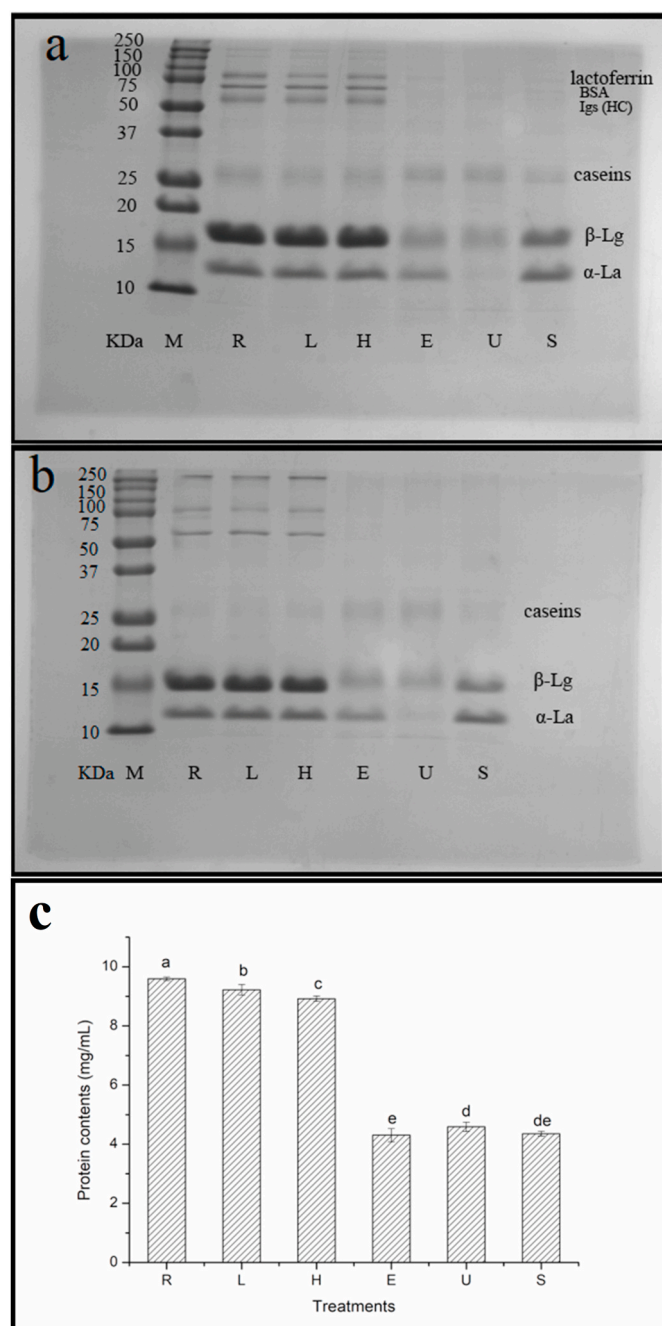 a
250
150
100
75
50
37
25
20
15
10
lactoferrin
BSA
Igs (HC)
caseins
β-Lg
α-La
KDa M R L H E U S
b
250
150
100
75
50
37
25
20
15
10
caseins
β-Lg
α-La
KDa M R L H E U S
c
Protein contents (mg/mL)
10
8
6
4
2
0
a b c e d de
R L H E U S
Treatments